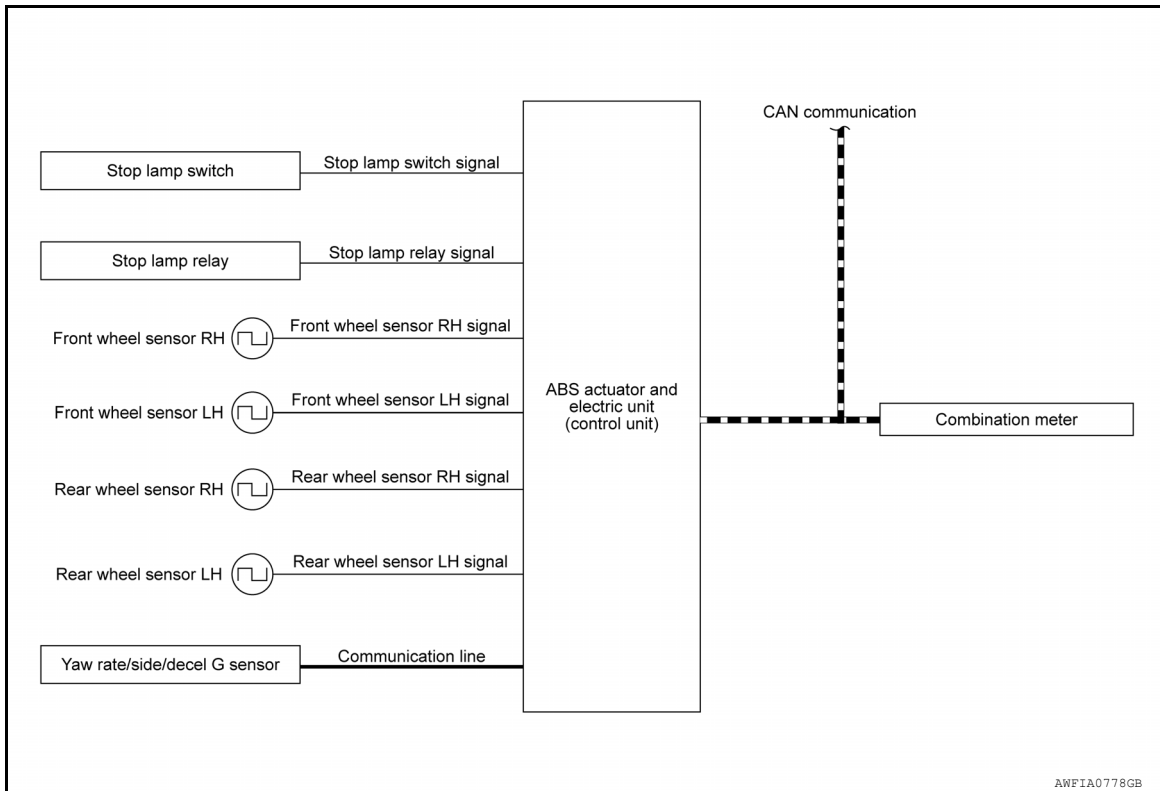 CAN communication
Stop lamp switch
Stop lamp switch signal
Stop lamp relay
Stop lamp relay signal
Front wheel sensor RH
Front wheel sensor RH signal
Front wheel sensor LH
Front wheel sensor LH signal
ABS actuator and
electric unit
(control unit)
Combination meter
Rear wheel sensor RH
Rear wheel sensor RH signal
Rear wheel sensor LH
Rear wheel sensor LH signal
Yaw rate/side/decel G sensor
Communication line
AWFIA0778GB